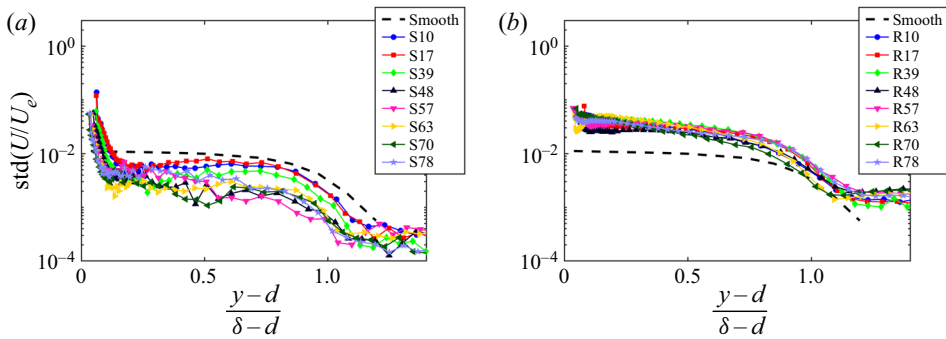 (a)
10^0
10^-2
10^-4
std(U/U_e)
0
0.5
1.0
y – d
δ – d
Smooth
S10
S17
S39
S48
S57
S63
S70
S78
(b)
10^0
10^-2
10^-4
0
0.5
1.0
y – d
δ – d
Smooth
R10
R17
R39
R48
R57
R63
R70
R78